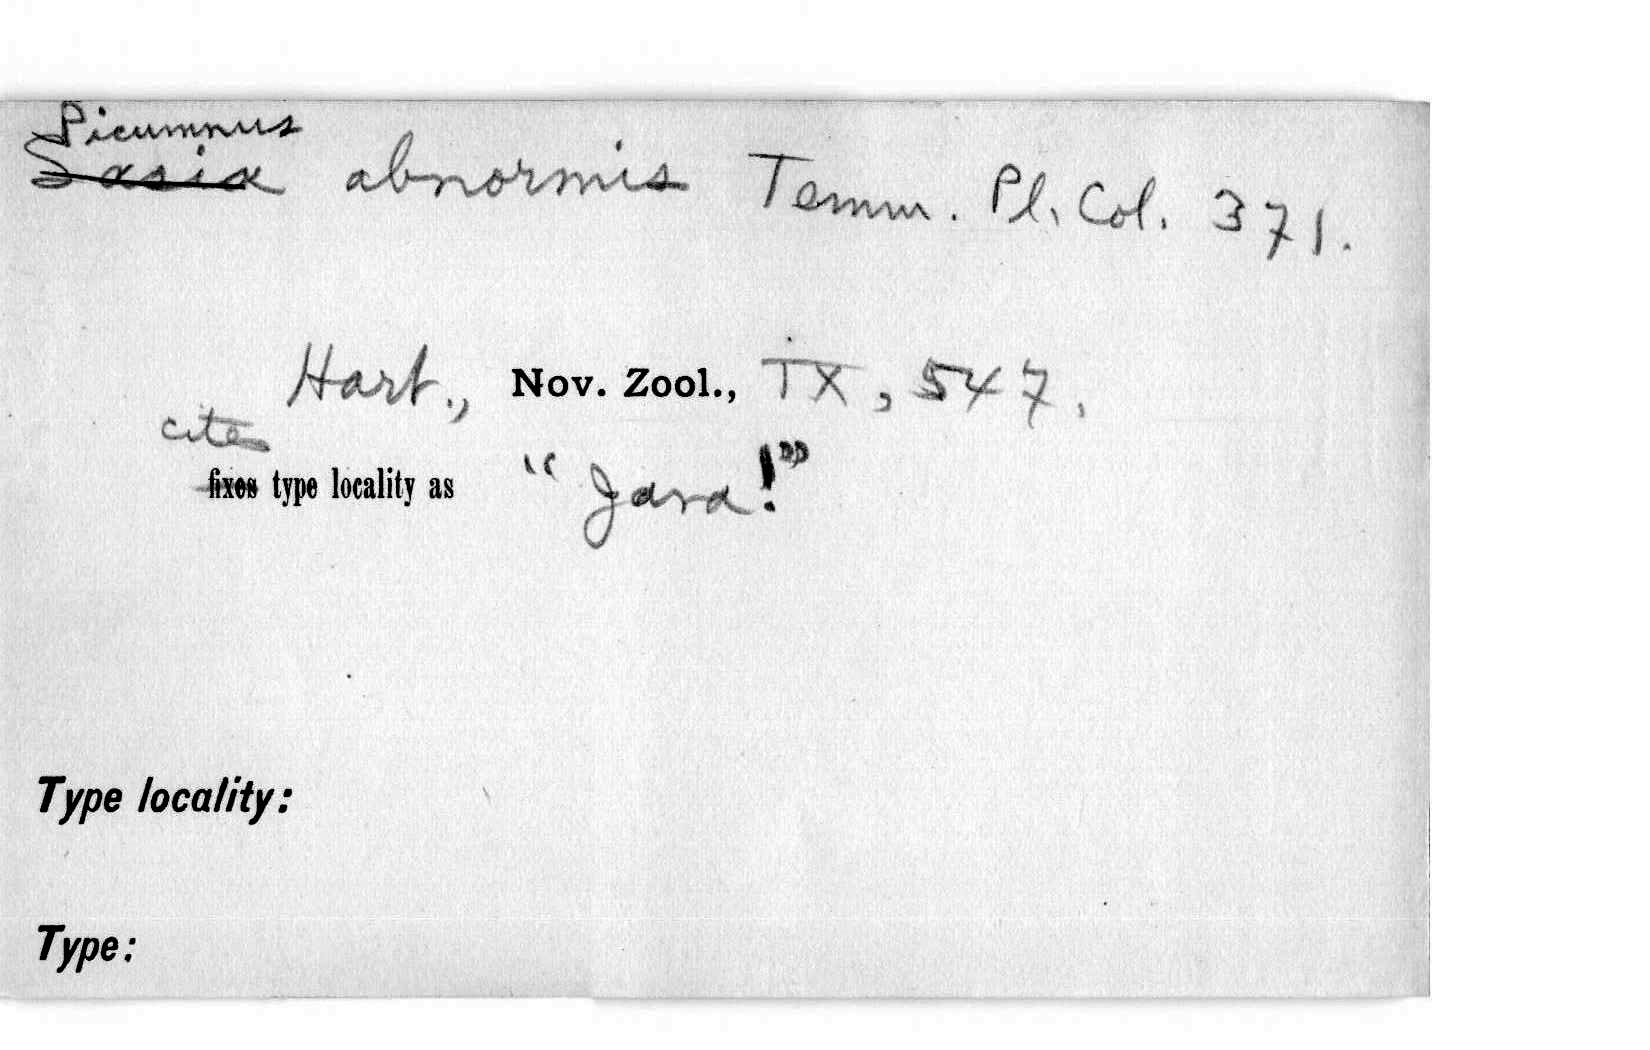 Picumnus
Sasia abnormis Temm. Pl. Col. 371.
Hart., Nov. Zool., IX, 547.
cites
fixes type locality as "Java!"
Type locality:
Type: